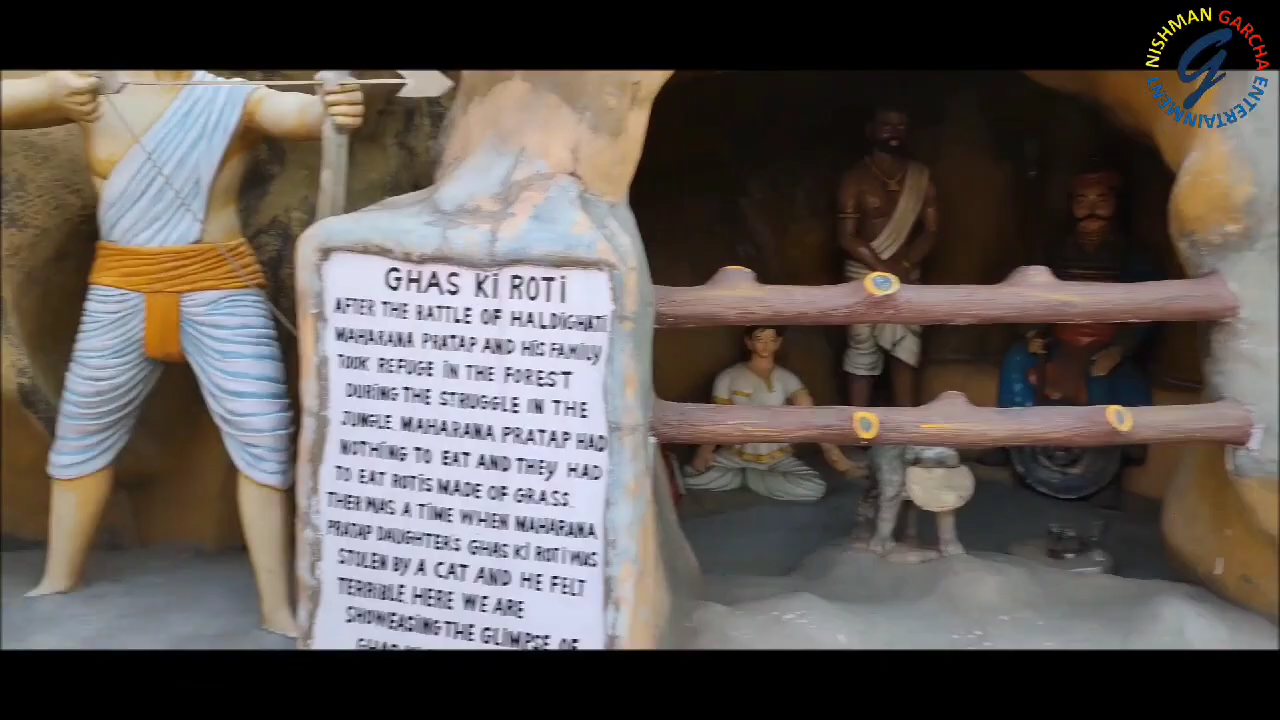 NISHMAN GARCHA ENTERTAINMENT
GHAS Ki ROTi
AFTER THE BATTLE OF HALDIGHATI
MAHARANA PRATAP AND HiS FAMiLY
TOOK REFUGE IN THE FOREST
DURING THE STRUGGLE IN THE
JUNGLE MAHARANA PRATAP HAD
NOTHING TO EAT AND THEY HAD
TO EAT ROTiS MADE OF GRASS.
THER WAS A TIME WHEN MAHARANA
PRATAP DAUGHTERS GHAS Ki ROTi WAS
STOLEN BY A CAT AND HE FELT
TERRIBLE. HERE WE ARE
SHOWEASING THE GLIMPSE OF